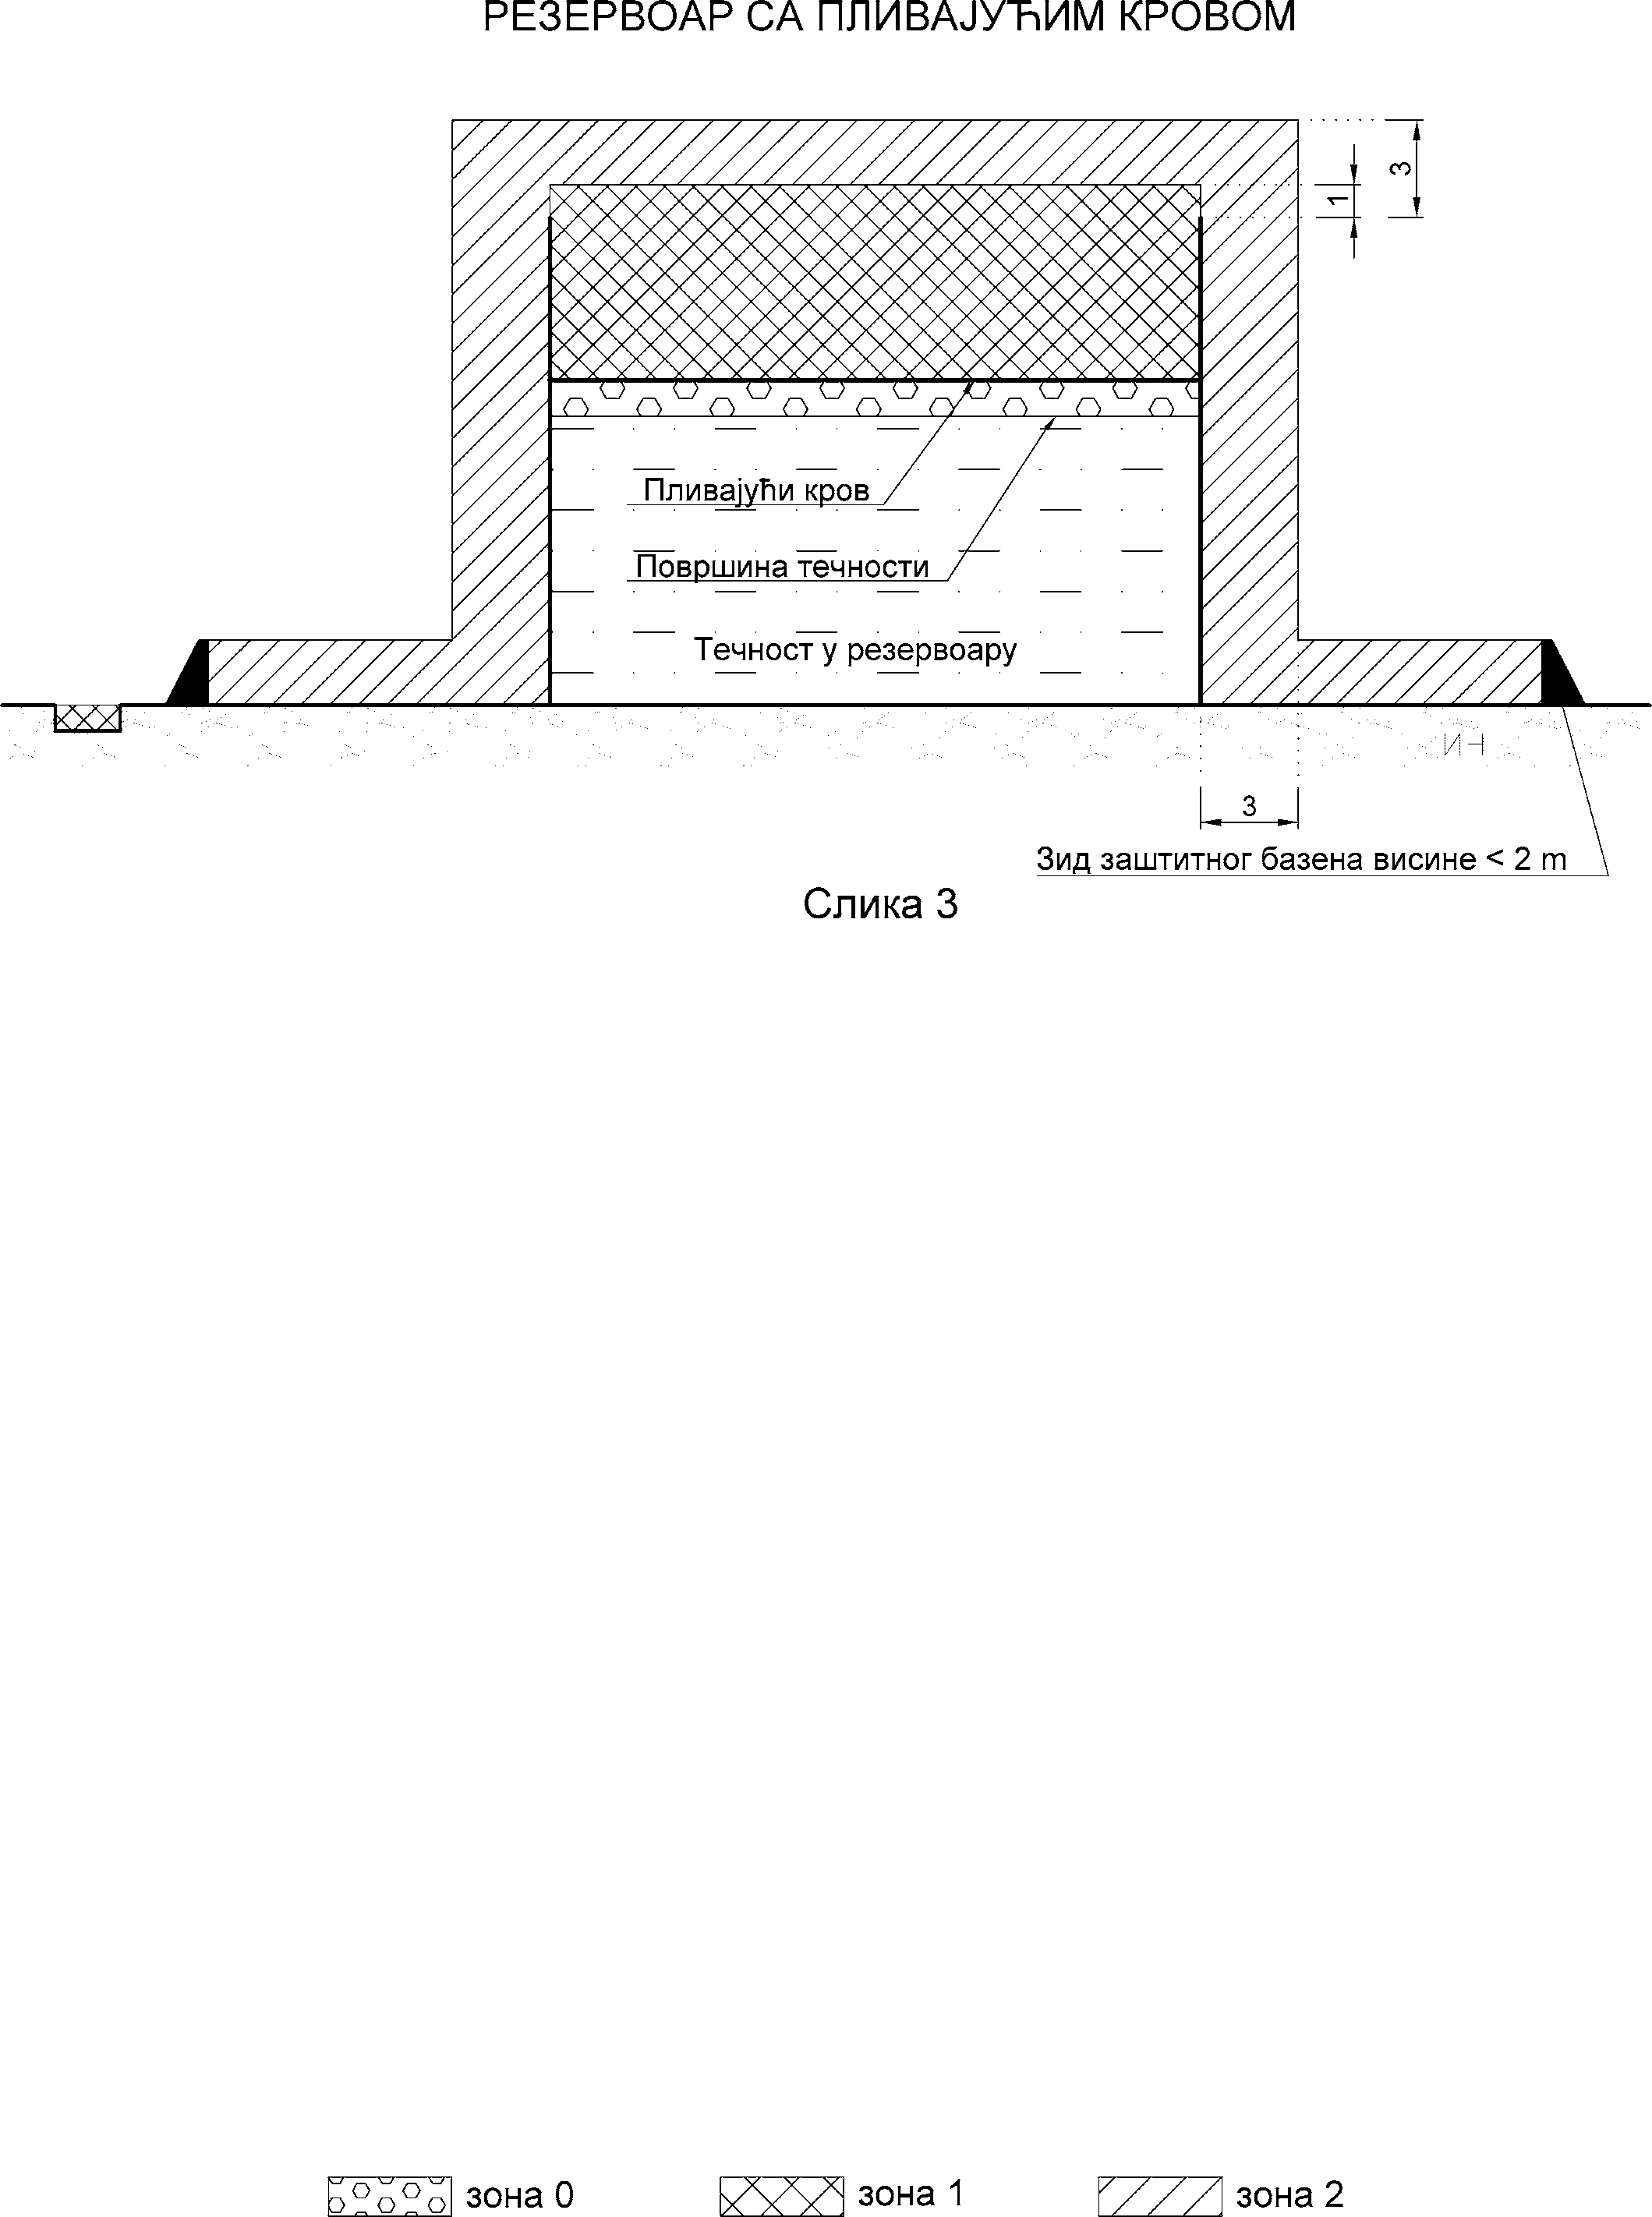 РЕЗЕРВОАР СА ПЛИВАЈУЋИМ КРОВОМ
3
1
Пливајући кров
Површина течности
Течност у резервоару
ИН
3
Зид заштитног базена висине < 2 m
Слика 3
зона 0
зона 1
зона 2